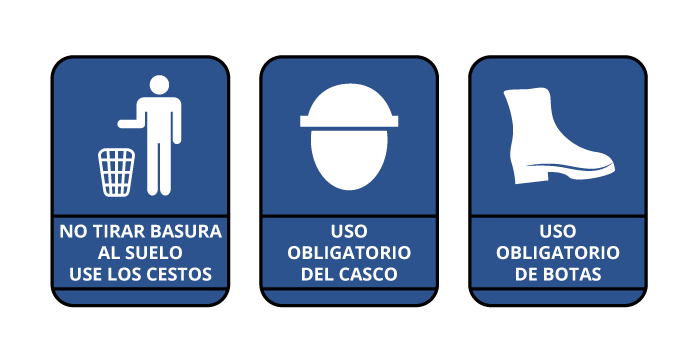 NO TIRAR BASURA
AL SUELO
USE LOS CESTOS
USO
OBLIGATORIO
DEL CASCO
USO
OBLIGATORIO
DE BOTAS